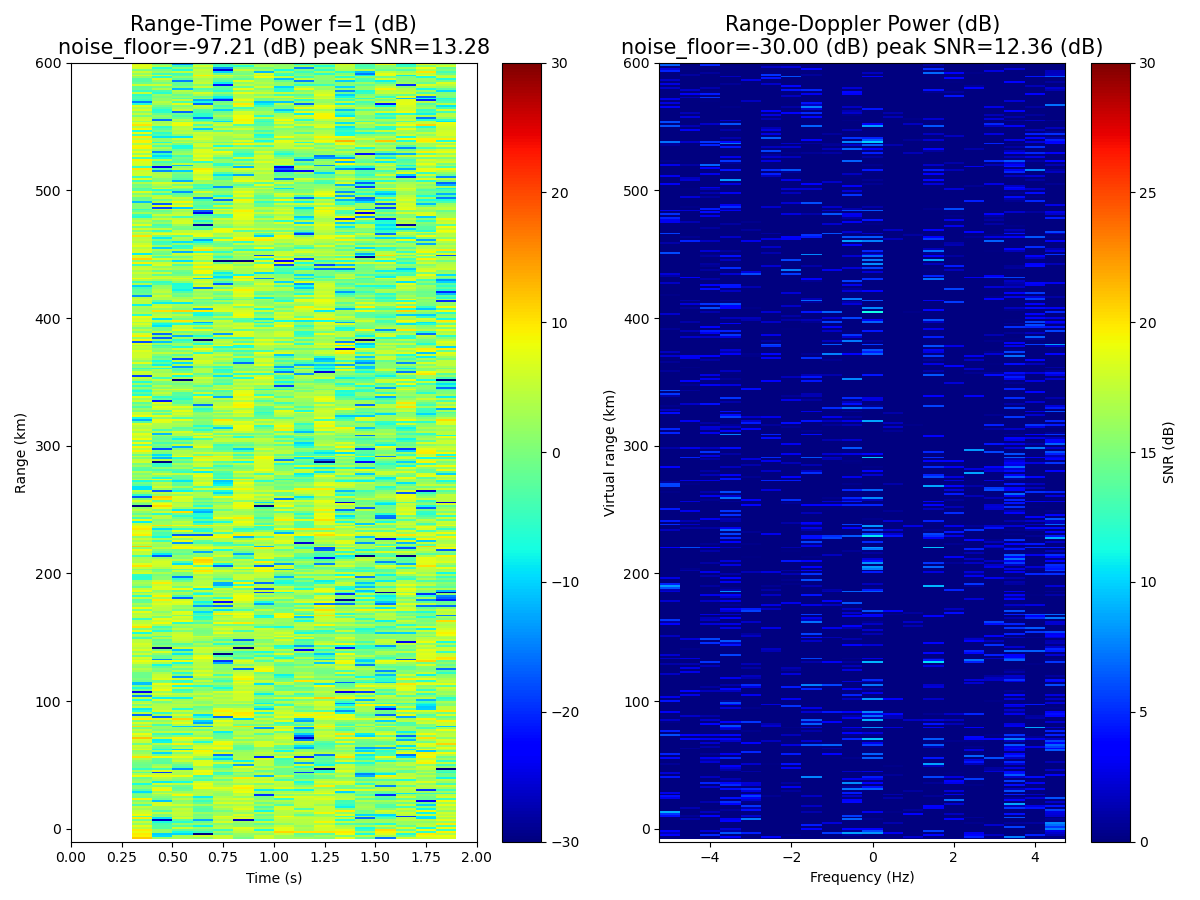 Range-Time Power f=1 (dB)
noise_floor=-97.21 (dB) peak SNR=13.28
Range-Doppler Power (dB)
noise_floor=-30.00 (dB) peak SNR=12.36 (dB)
600
500
400
300
200
100
0
Range (km)
0.00 0.25 0.50 0.75 1.00 1.25 1.50 1.75 2.00
Time (s)
30
20
10
0
−10
−20
−30
600
500
400
300
200
100
0
Virtual range (km)
−4 −2 0 2 4
Frequency (Hz)
30
25
20
15
10
5
0
SNR (dB)